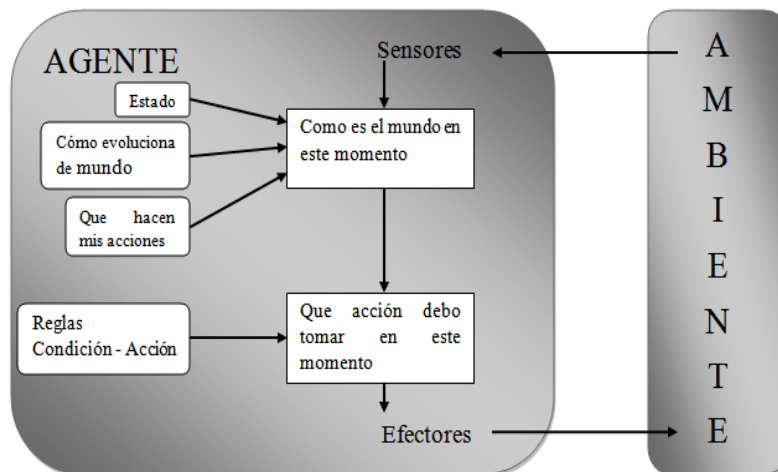 AGENTE
Sensores
Estado
Como es el mundo en
este momento
Cómo evoluciona
de mundo
Que hacen
mis acciones
Que acción debo
tomar en este
momento
Reglas
Condición - Acción
Efectores
A
M
B
I
E
N
T
E